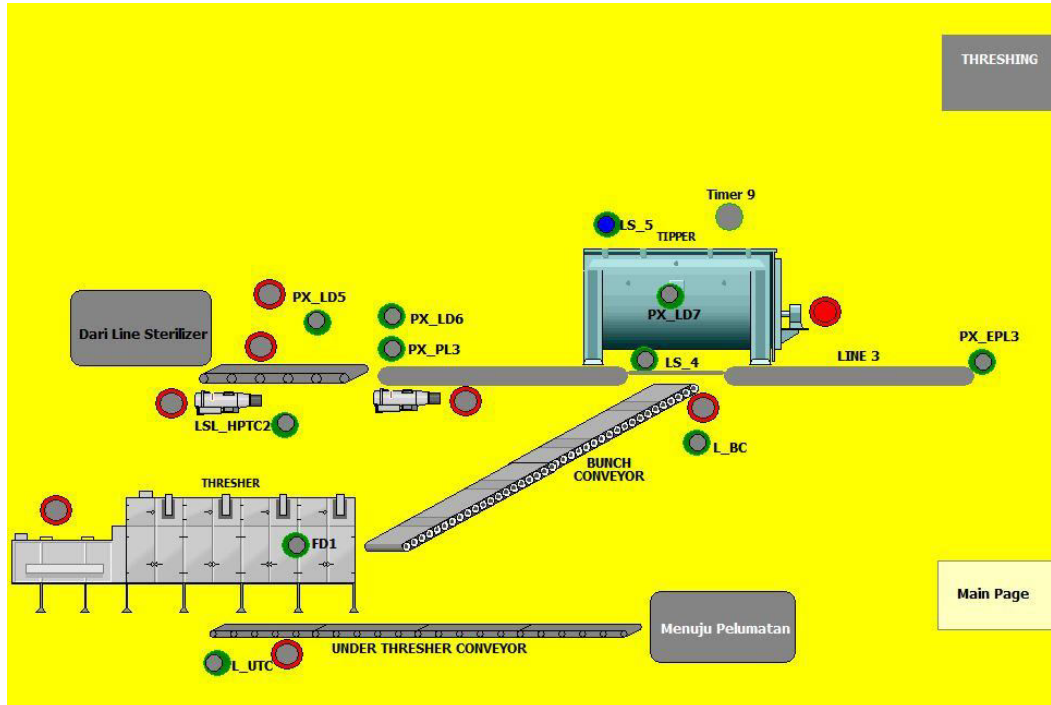 THRESHING
Timer 9
LS_5
TIPPER
PX_LD5
PX_LD6
PX_LD7
Dari Line Sterilizer
PX_PL3
PX_EPL3
LS_4
LINE 3
LSL_HPTC2
L_BC
BUNCH
CONVEYOR
THRESHER
FD1
Main Page
Menuju Pelumatan
UNDER THRESHER CONVEYOR
L_UTC